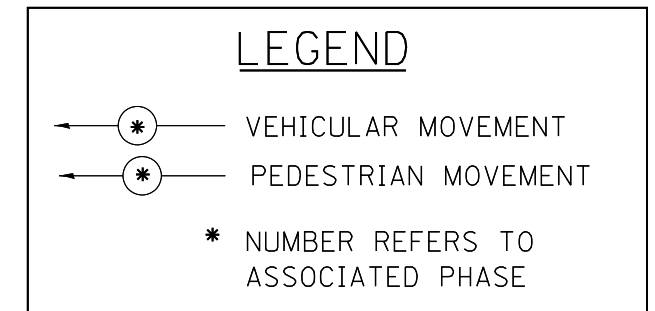 LEGEND
* VEHICULAR MOVEMENT
* PEDESTRIAN MOVEMENT
* NUMBER REFERS TO
ASSOCIATED PHASE